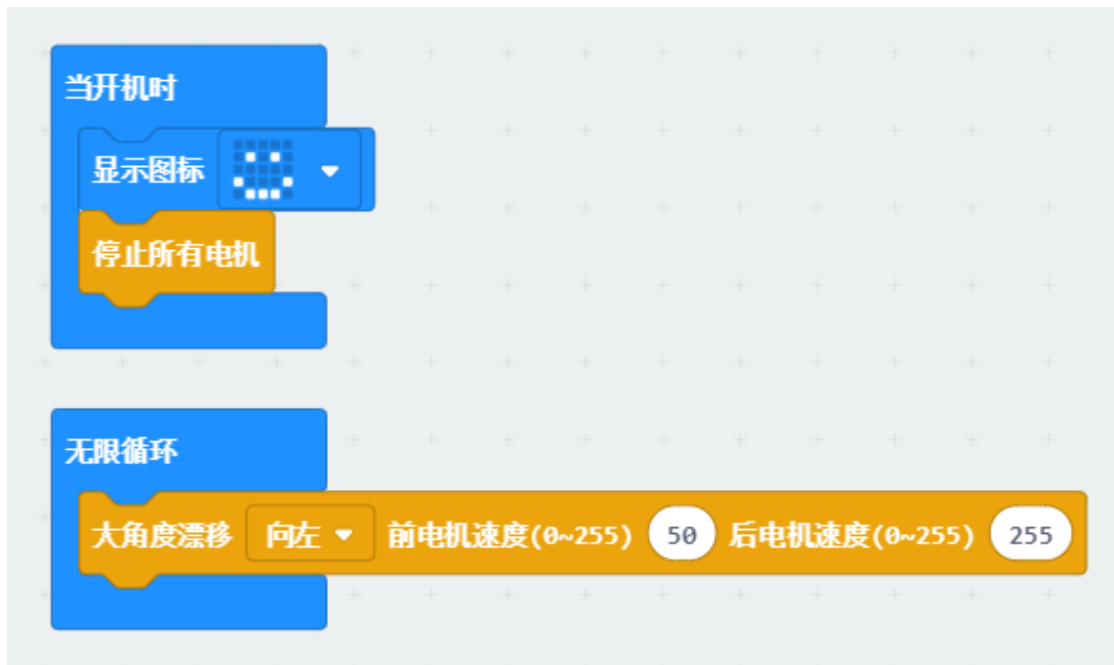 当开机时
显示图标
停止所有电机
无限循环
大角度漂移 向左 前电机速度(0~255) 50 后电机速度(0~255) 255